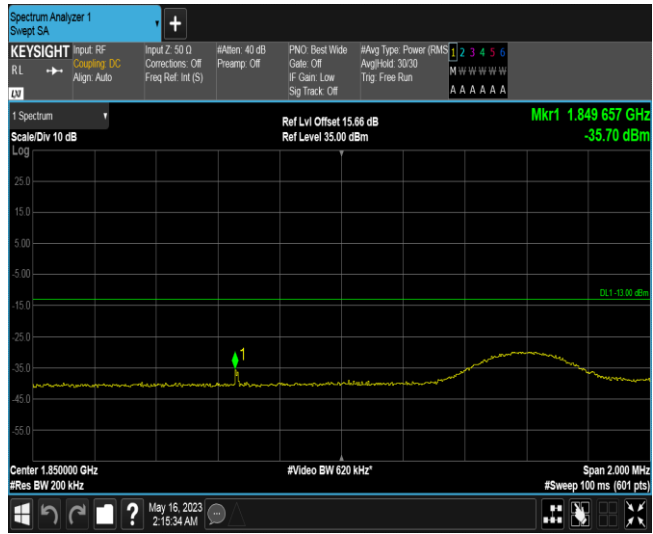 Spectrum Analyzer 1
Swept SA
+
KEYSIGHT
RL
LXI
Input: RF
Coupling: DC
Align: Auto
Input Z: 50 Ω
Corrections: Off
Freq Ref: Int (S)
#Atten: 40 dB
Preamp: Off
PNO: Best Wide
Gate: Off
IF Gain: Low
Sig Track: Off
#Avg Type: Power (RMS
Avg|Hold: 30/30
Trig: Free Run
1 2 3 4 5 6
M W W W W W
A A A A A A
1 Spectrum
Scale/Div 10 dB
Ref Lvl Offset 15.66 dB
Ref Level 35.00 dBm
Mkr1 1.849 657 GHz
-35.70 dBm
Log
25.0
15.0
5.00
-5.00
DL1 -13.00 dBm
-15.0
-25.0
1
-35.0
-45.0
-55.0
Center 1.850000 GHz
#Res BW 200 kHz
#Video BW 620 kHz*
Span 2.000 MHz
#Sweep 100 ms (601 pts)
?
May 16, 2023
2:15:34 AM